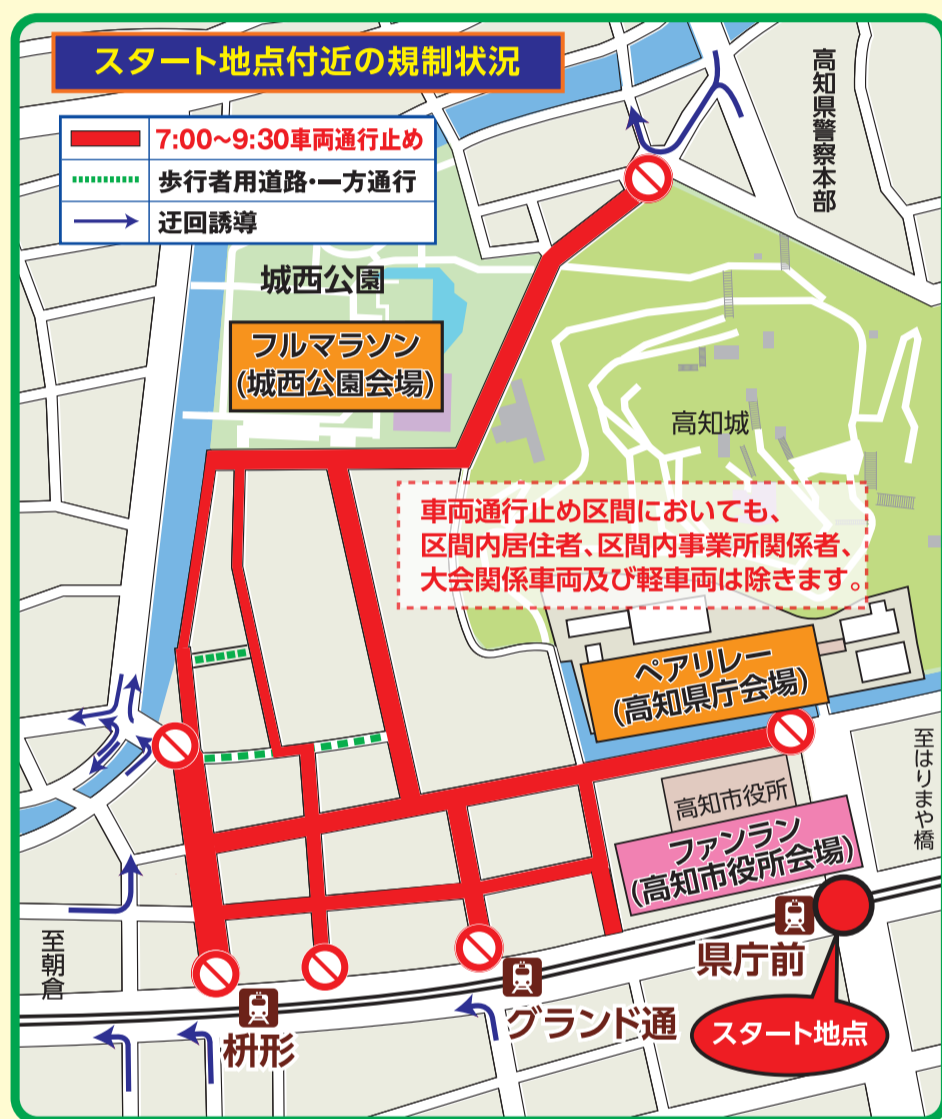 スタート地点付近の規制状況
7:00～9:30車両通行止め
歩行者用道路・一方通行
迂回誘導
高知県警察本部
城西公園
フルマラソン
(城西公園会場)
高知城
車両通行止め区間においても、
区間内居住者、区間内事業所関係者、
大会関係車両及び軽車両は除きます。
ペアリレー
(高知県庁会場)
至はりまや橋
高知市役所
ファンラン
(高知市役所会場)
至朝倉
県庁前
グランド通
スタート地点
枡形